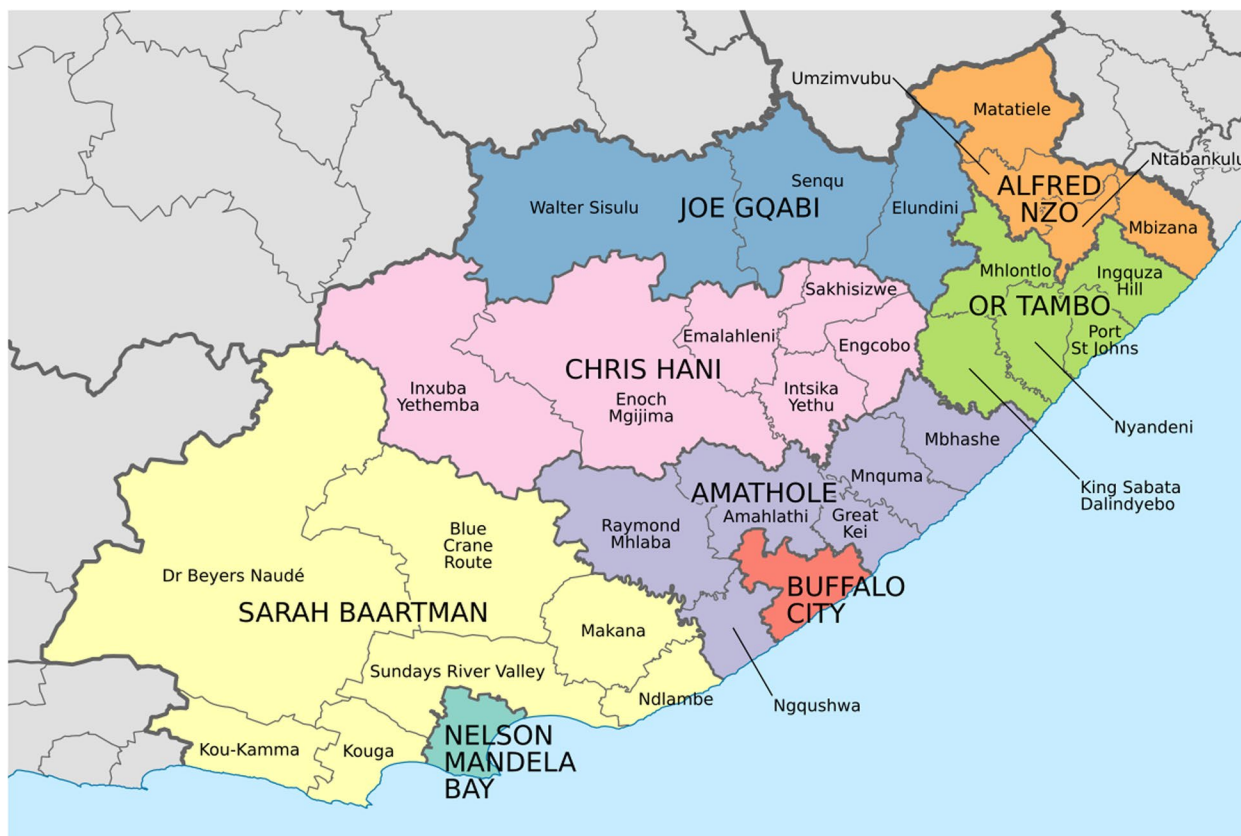 Umzimvubu
Matatiele
Ntabankulu
ALFRED
NZO
Mbizana
Walter Sisulu
JOE GQABI
Senqu
Elundini
Mhlontlo
Ingquza
Hill
OR TAMBO
Port
St Johns
Nyandeni
King Sabata
Dalindyebo
Sakhisizwe
Emalahleni
Engcobo
CHRIS HANI
Inxuba
Yethemba
Enoch
Mgijima
Intsika
Yethu
Mbhashe
Mnquma
AMATHOLE
Amahlathi
Great
Kei
Raymond
Mhlaba
BUFFALO
CITY
Ngqushwa
Blue
Crane
Route
Dr Beyers Naudé
SARAH BAARTMAN
Makana
Sundays River Valley
Ndlambe
Kou-Kamma
Kouga
NELSON
MANDELA
BAY